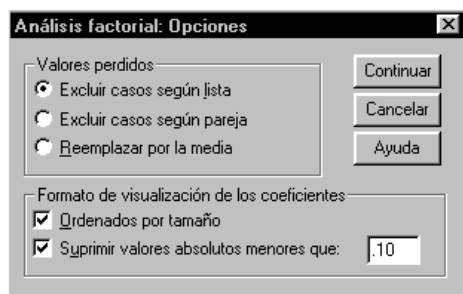 Análisis factorial: Opciones
Valores perdidos
Excluir casos según lista
Excluir casos según pareja
Reemplazar por la media
Continuar
Cancelar
Ayuda
Formato de visualización de los coeficientes
Ordenados por tamaño
Suprimir valores absolutos menores que: .10